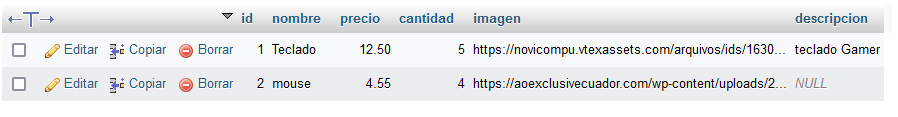 id nombre precio cantidad imagen descripcion
Editar Copiar Borrar 1 Teclado 12.50 5 https://novicompu.vtexassets.com/arquivos/ids/1630... teclado Gamer
Editar Copiar Borrar 2 mouse 4.55 4 https://aoexclusivecuador.com/wp-content/uploads/2... NULL